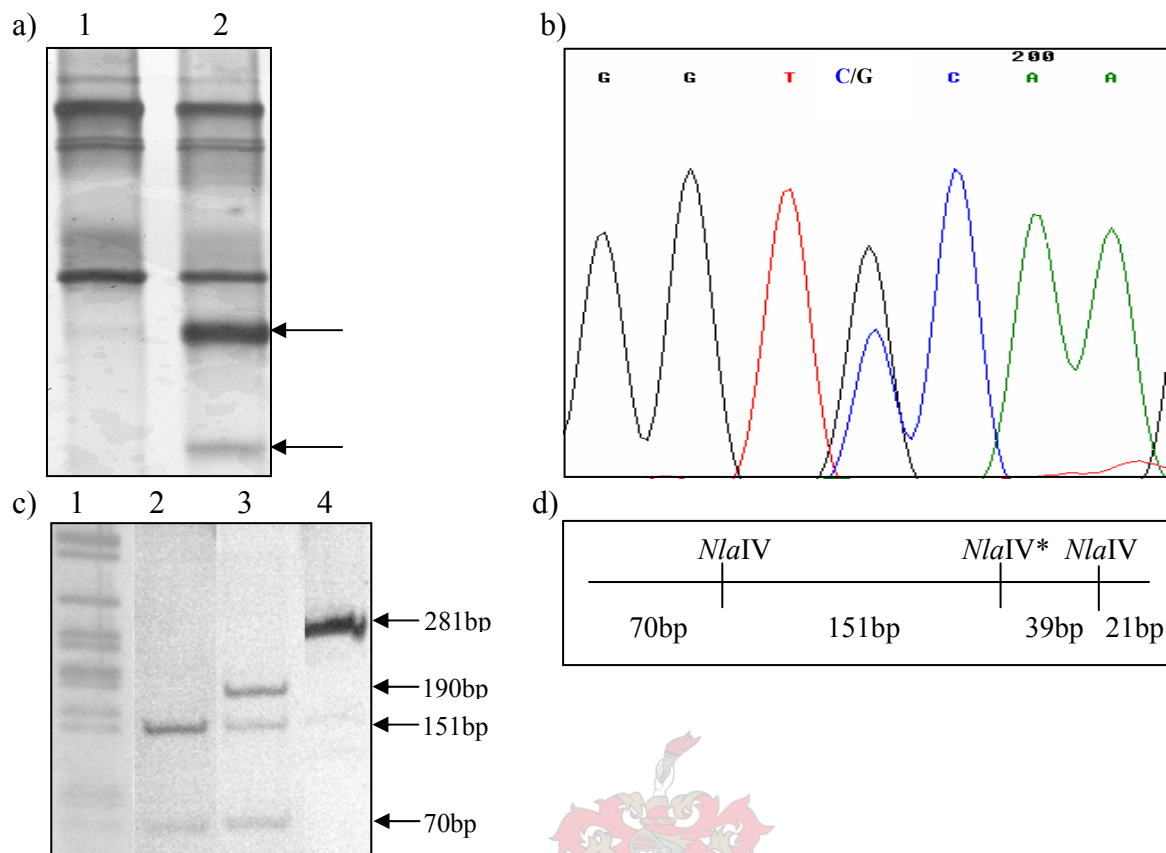 a)
1 2
b)
200
G G T C/G C A A
c)
1 2 3 4
281bp
190bp
151bp
70bp
d)
NlaIV NlaIV* NlaIV
70bp 151bp 39bp 21bp